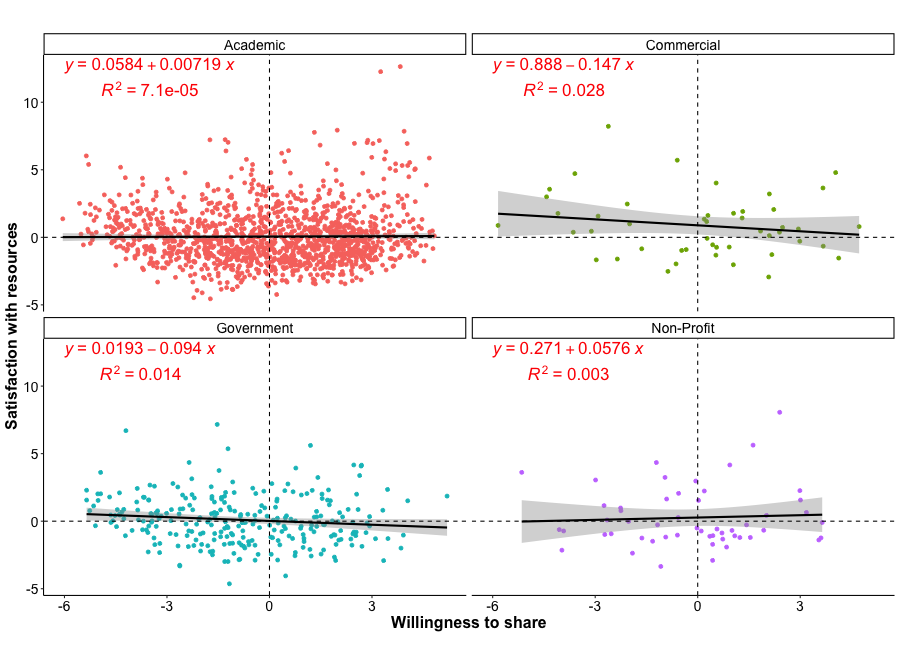 Academic
Commercial
y = 0.0584 + 0.00719 x
R² = 7.1e-05
y = 0.888 − 0.147 x
R² = 0.028
10
5
0
-5
Government
Non-Profit
y = 0.0193 − 0.094 x
R² = 0.014
y = 0.271 + 0.0576 x
R² = 0.003
10
5
0
-5
-6 -3 0 3
-6 -3 0 3
Satisfaction with resources
Willingness to share